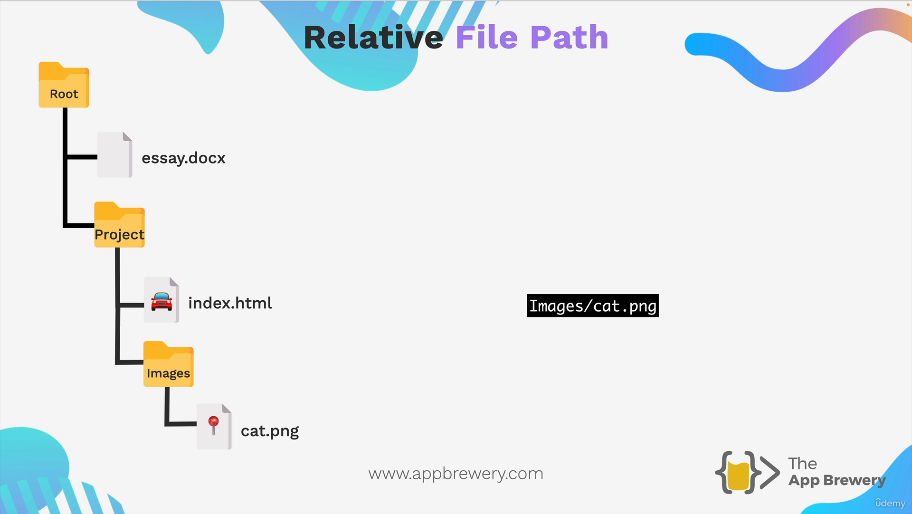 Relative File Path
Root
essay.docx
Project
index.html
Images/cat.png
Images
cat.png
www.appbrewery.com
The
App Brewery
udemy